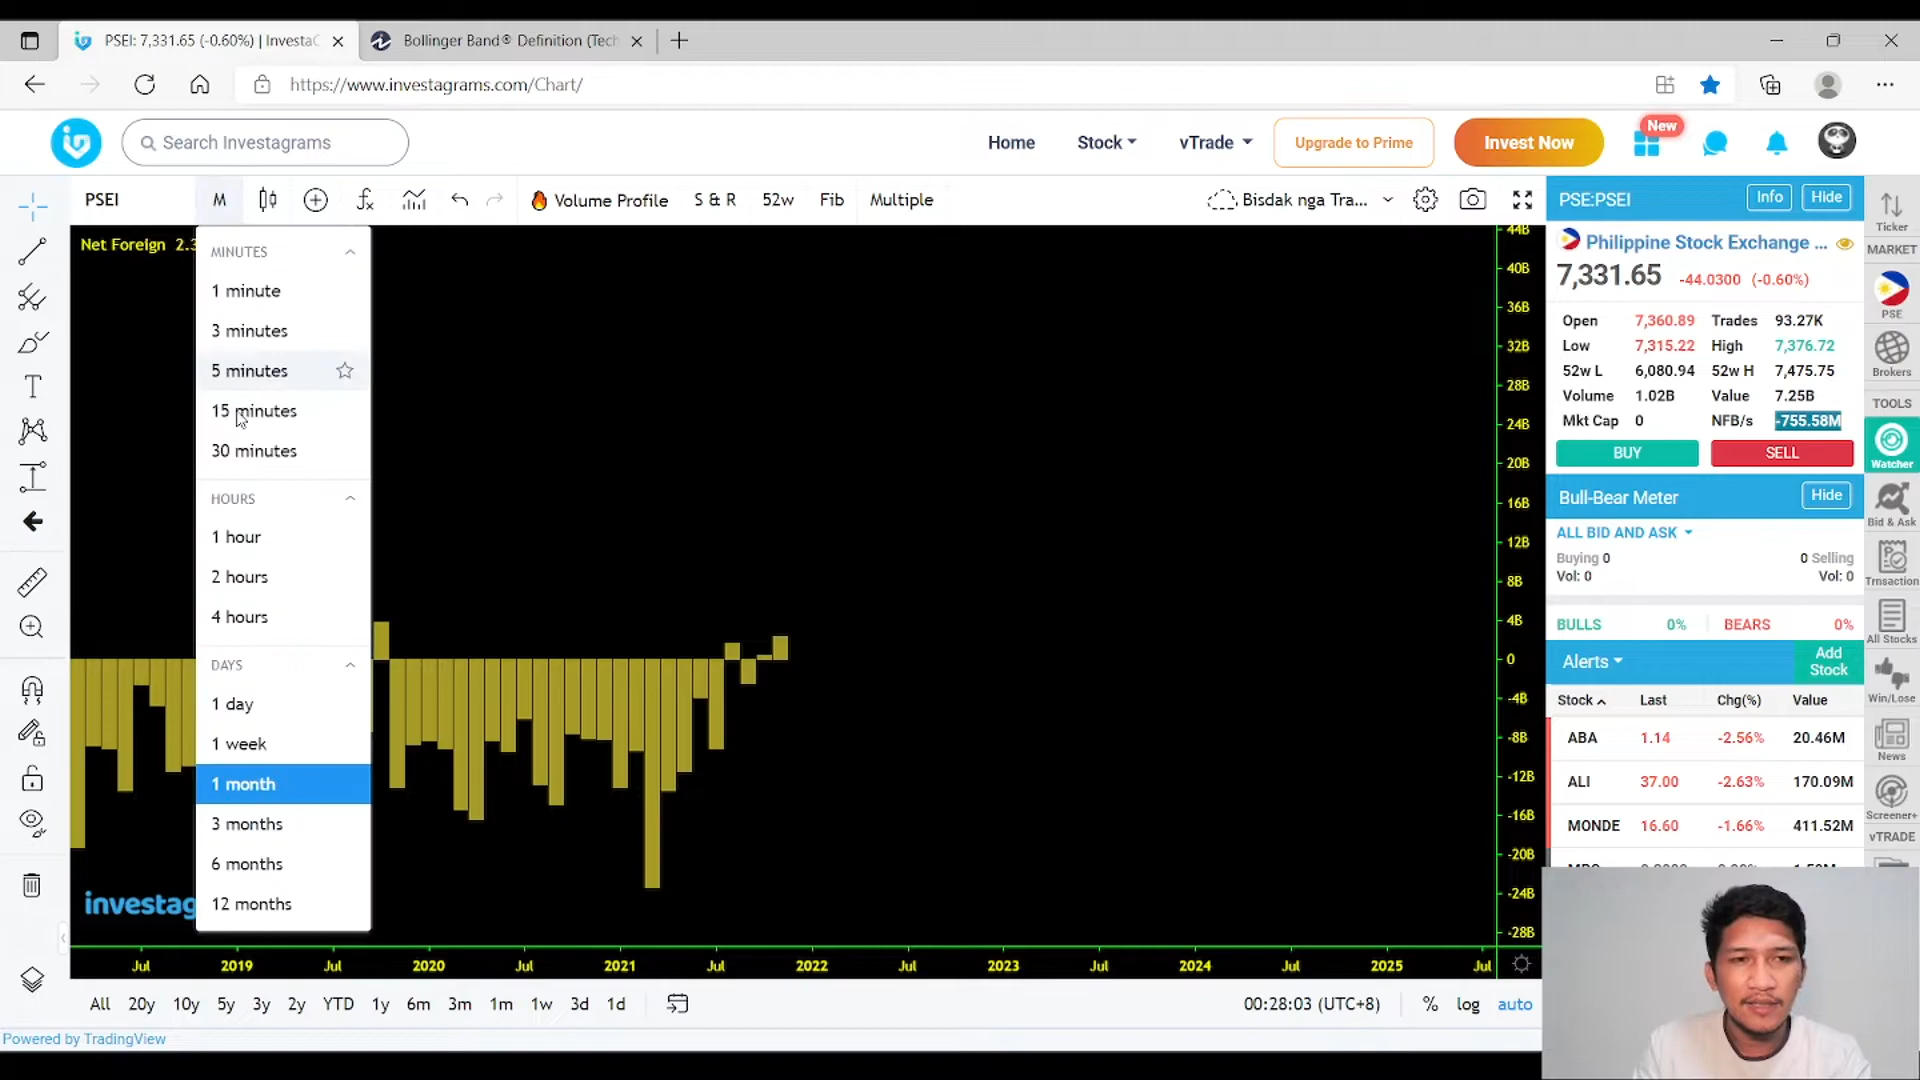 PSEI: 7,331.65 (-0.60%) | Investa
Bollinger Band® Definition (Tech
https://www.investagrams.com/Chart/
Search Investagrams
Home
Stock
vTrade
Upgrade to Prime
Invest Now
New
PSEI
M
Volume Profile
S & R
52w
Fib
Multiple
Bisdak nga Tra...
Net Foreign 2.3
MINUTES
1 minute
3 minutes
5 minutes
15 minutes
30 minutes
HOURS
1 hour
2 hours
4 hours
DAYS
1 day
1 week
1 month
3 months
6 months
12 months
investag
44B
40B
36B
32B
28B
24B
20B
16B
12B
8B
4B
0
-4B
-8B
-12B
-16B
-20B
-24B
-28B
Jul 2019 Jul 2020 Jul 2021 Jul 2022 Jul 2023 Jul 2024 Jul 2025 Jul
All 20y 10y 5y 3y 2y YTD 1y 6m 3m 1m 1w 3d 1d
00:28:03 (UTC+8)
% log auto
Powered by TradingView
PSE:PSEI
Info
Hide
Philippine Stock Exchange ...
7,331.65 -44.0300 (-0.60%)
Open 7,360.89 Trades 93.27K
Low 7,315.22 High 7,376.72
52w L 6,080.94 52w H 7,475.75
Volume 1.02B Value 7.25B
Mkt Cap 0 NFB/s -755.58M
BUY
SELL
Bull-Bear Meter
Hide
ALL BID AND ASK
Buying 0 0 Selling
Vol: 0 Vol: 0
BULLS 0% BEARS 0%
Alerts
Add
Stock
Stock Last Chg(%) Value
ABA 1.14 -2.56% 20.46M
ALI 37.00 -2.63% 170.09M
MONDE 16.60 -1.66% 411.52M
Ticker
MARKET
PSE
Brokers
TOOLS
Watcher
Bid & Ask
Trnsaction
All Stocks
Win/Lose
News
Screener+
vTRADE